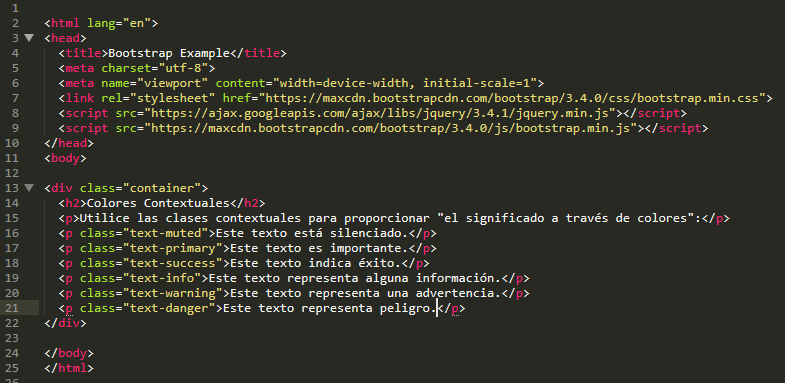 1
2 <html lang="en">
3 <head>
4 <title>Bootstrap Example</title>
5 <meta charset="utf-8">
6 <meta name="viewport" content="width=device-width, initial-scale=1">
7 <link rel="stylesheet" href="https://maxcdn.bootstrapcdn.com/bootstrap/3.4.0/css/bootstrap.min.css">
8 <script src="https://ajax.googleapis.com/ajax/libs/jquery/3.4.1/jquery.min.js"></script>
9 <script src="https://maxcdn.bootstrapcdn.com/bootstrap/3.4.0/js/bootstrap.min.js"></script>
10 </head>
11 <body>
12
13 <div class="container">
14 <h2>Colores Contextuales</h2>
15 <p>Utilice las clases contextuales para proporcionar "el significado a través de colores":</p>
16 <p class="text-muted">Este texto está silenciado.</p>
17 <p class="text-primary">Este texto es importante.</p>
18 <p class="text-success">Este texto indica éxito.</p>
19 <p class="text-info">Este texto representa alguna información.</p>
20 <p class="text-warning">Este texto representa una advertencia.</p>
21 <p class="text-danger">Este texto representa peligro.</p>
22 </div>
23
24 </body>
25 </html>
26